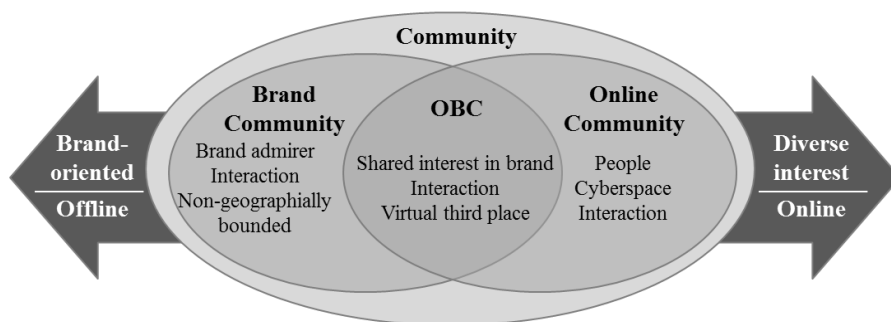 Community
Brand-
oriented
Offline
Brand
Community
Brand admirer
Interaction
Non-geographially
bounded
OBC
Shared interest in brand
Interaction
Virtual third place
Online
Community
People
Cyberspace
Interaction
Diverse
interest
Online